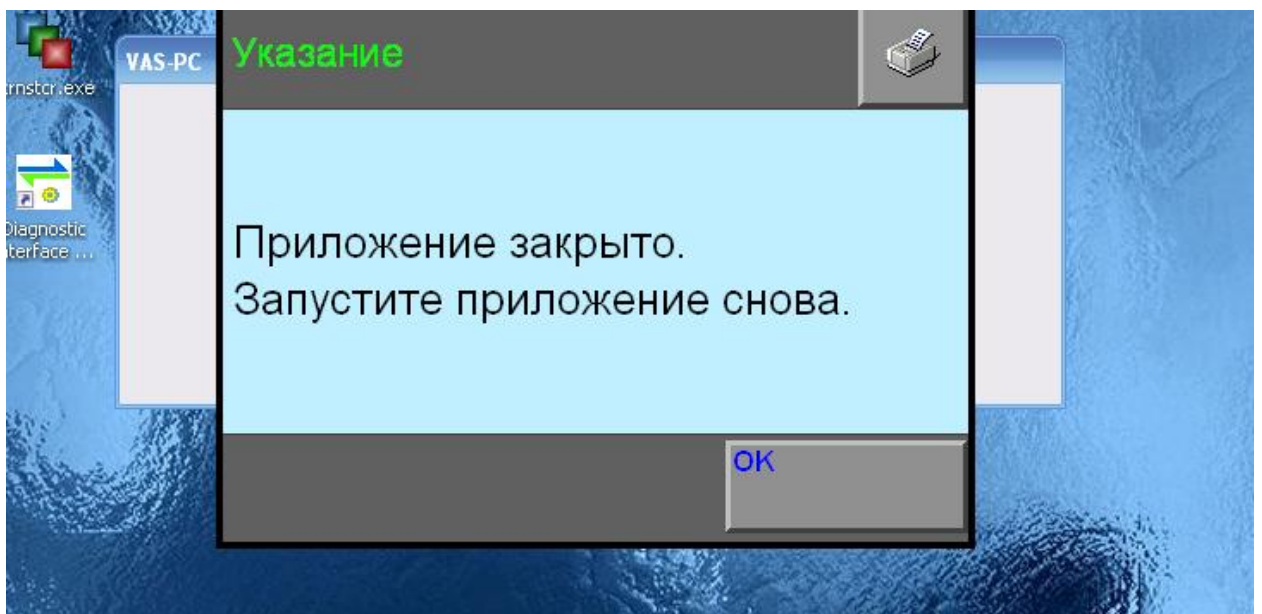 VAS-PC
Указание
rnstcr.exe
Diagnostic
terface ...
Приложение закрыто.
Запустите приложение снова.
OK